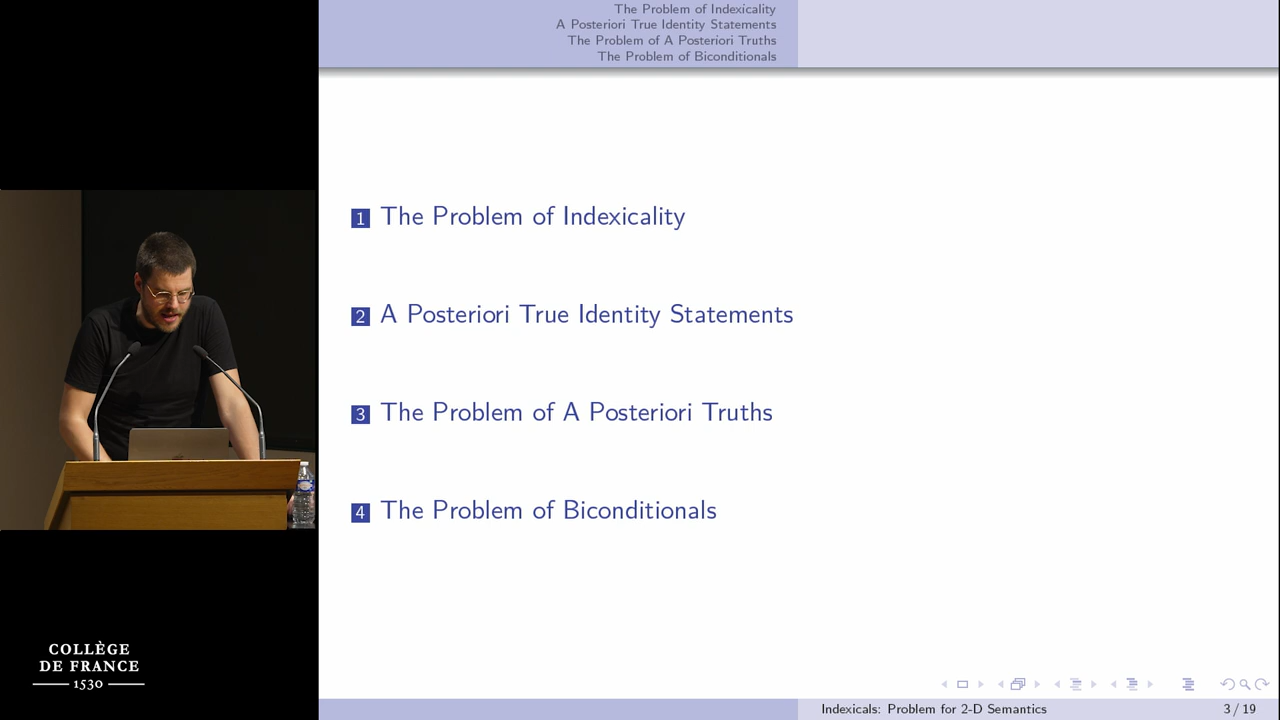 The Problem of Indexicality
A Posteriori True Identity Statements
The Problem of A Posteriori Truths
The Problem of Biconditionals
1 The Problem of Indexicality
2 A Posteriori True Identity Statements
3 The Problem of A Posteriori Truths
4 The Problem of Biconditionals
COLLÈGE
DE FRANCE
1530
Indexicals: Problem for 2-D Semantics 3 / 19